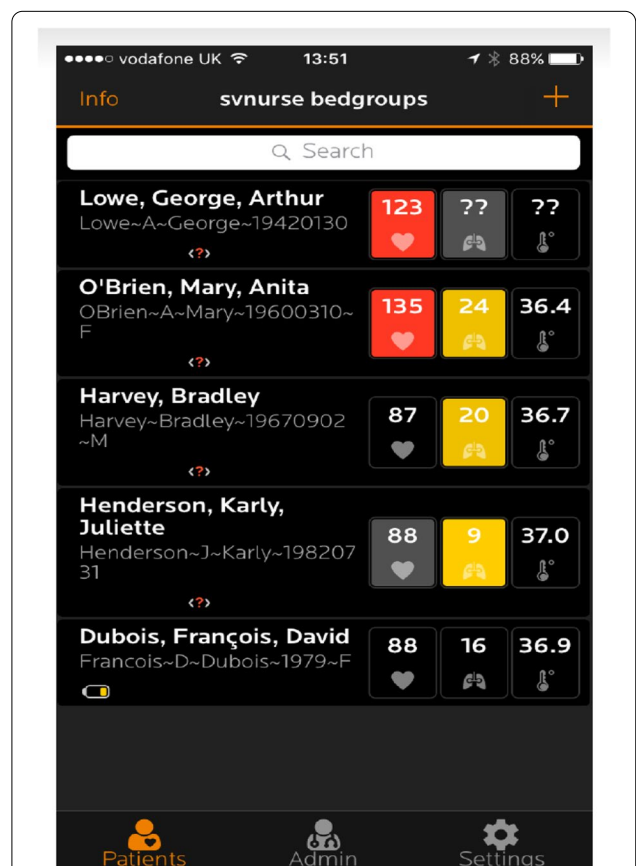 vodafone UK 13:51 88%
Info svnurse bedgroups +
Search
Lowe, George, Arthur
Lowe~A~George~19420130
<?>
123 ?? ??
O'Brien, Mary, Anita
OBrien~A~Mary~19600310~
F
<?>
135 24 36.4
Harvey, Bradley
Harvey~Bradley~19670902
~M
<?>
87 20 36.7
Henderson, Karly,
Juliette
Henderson~J~Karly~198207
31
<?>
88 9 37.0
Dubois, François, David
Francois~D~Dubois~1979~F
88 16 36.9
Patients Admin Settings